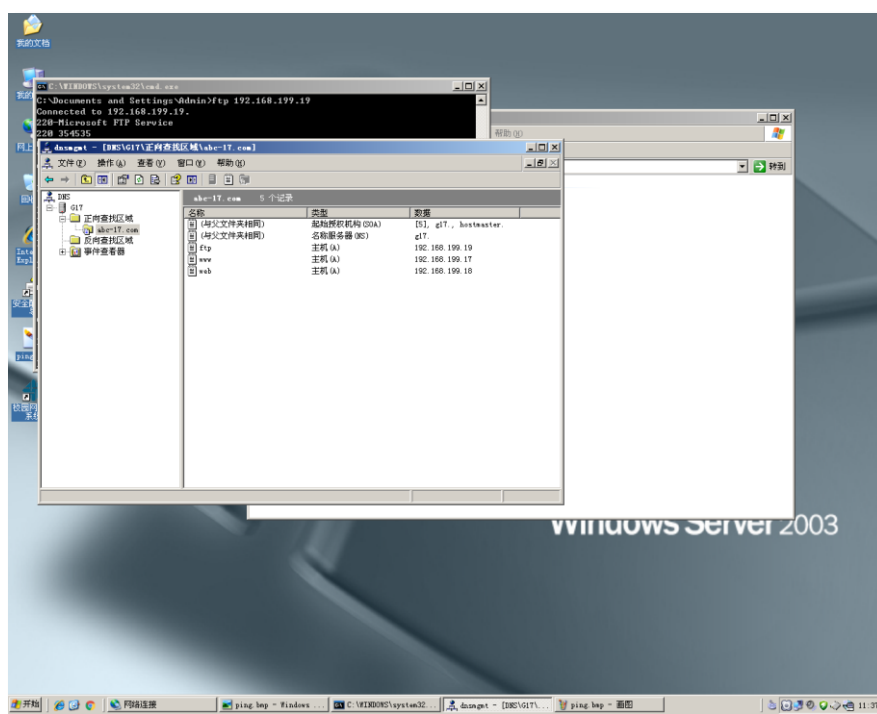 我的文档
C:\WINDOWS\system32\cmd.exe
C:\Documents and Settings\Admin>ftp 192.168.199.19
Connected to 192.168.199.19.
220-Microsoft FTP Service
220 354535
帮助(H)
转到
dnsmgmt - [DNS\G17\正向查找区域\abc-17.com]
文件(F) 操作(A) 查看(V) 窗口(W) 帮助(H)
DNS
G17
正向查找区域
abc-17.com
反向查找区域
事件查看器
abc-17.com 5 个记录
名称 类型 数据
(与父文件夹相同) 起始授权机构(SOA) [5], g17., hostmaster.
(与父文件夹相同) 名称服务器(NS) g17.
ftp 主机(A) 192.168.199.19
www 主机(A) 192.168.199.17
web 主机(A) 192.168.199.18
Windows Server 2003
开始
网络连接
ping.bmp - Windows ...
C:\WINDOWS\system32...
dnsmgmt - [DNS\G17\...
ping.bmp - 画图
11:37